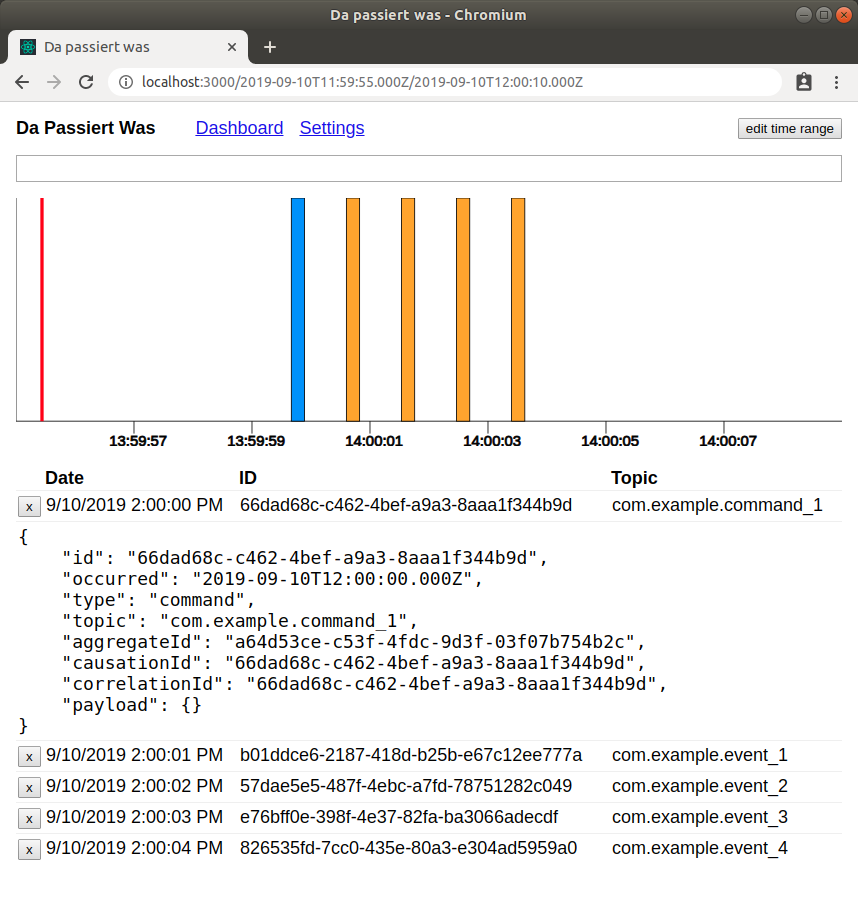 Da passiert was - Chromium
Da passiert was
localhost:3000/2019-09-10T11:59:55.000Z/2019-09-10T12:00:10.000Z
Da Passiert Was Dashboard Settings edit time range
13:59:57 13:59:59 14:00:01 14:00:03 14:00:05 14:00:07
Date ID Topic
x 9/10/2019 2:00:00 PM 66dad68c-c462-4bef-a9a3-8aaa1f344b9d com.example.command_1
{
    "id": "66dad68c-c462-4bef-a9a3-8aaa1f344b9d",
    "occurred": "2019-09-10T12:00:00.000Z",
    "type": "command",
    "topic": "com.example.command_1",
    "aggregateId": "a64d53ce-c53f-4fdc-9d3f-03f07b754b2c",
    "causationId": "66dad68c-c462-4bef-a9a3-8aaa1f344b9d",
    "correlationId": "66dad68c-c462-4bef-a9a3-8aaa1f344b9d",
    "payload": {}
}
x 9/10/2019 2:00:01 PM b01ddce6-2187-418d-b25b-e67c12ee777a com.example.event_1
x 9/10/2019 2:00:02 PM 57dae5e5-487f-4ebc-a7fd-78751282c049 com.example.event_2
x 9/10/2019 2:00:03 PM e76bff0e-398f-4e37-82fa-ba3066adecdf com.example.event_3
x 9/10/2019 2:00:04 PM 826535fd-7cc0-435e-80a3-e304ad5959a0 com.example.event_4